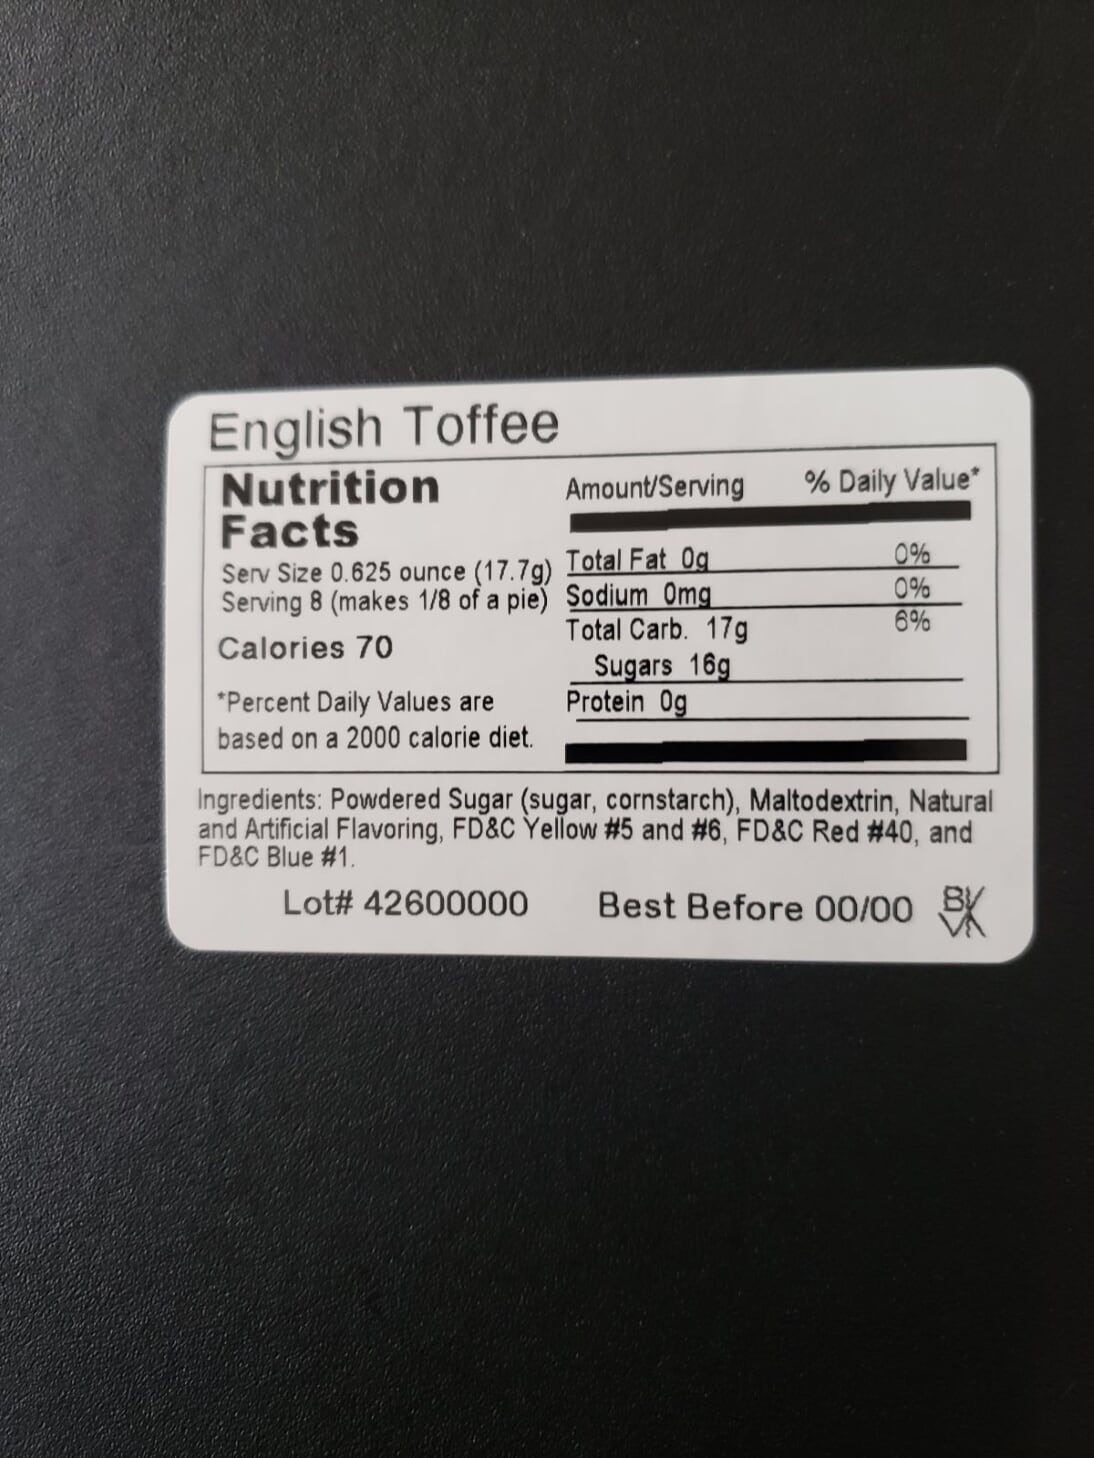 English Toffee
Nutrition
Facts
Serv Size 0.625 ounce (17.7g)
Serving 8 (makes 1/8 of a pie)
Calories 70
*Percent Daily Values are
based on a 2000 calorie diet.
Amount/Serving % Daily Value*
Total Fat 0g 0%
Sodium 0mg 0%
Total Carb. 17g 6%
Sugars 16g
Protein 0g
Ingredients: Powdered Sugar (sugar, cornstarch), Maltodextrin, Natural
and Artificial Flavoring, FD&C Yellow #5 and #6, FD&C Red #40, and
FD&C Blue #1.
Lot# 42600000 Best Before 00/00